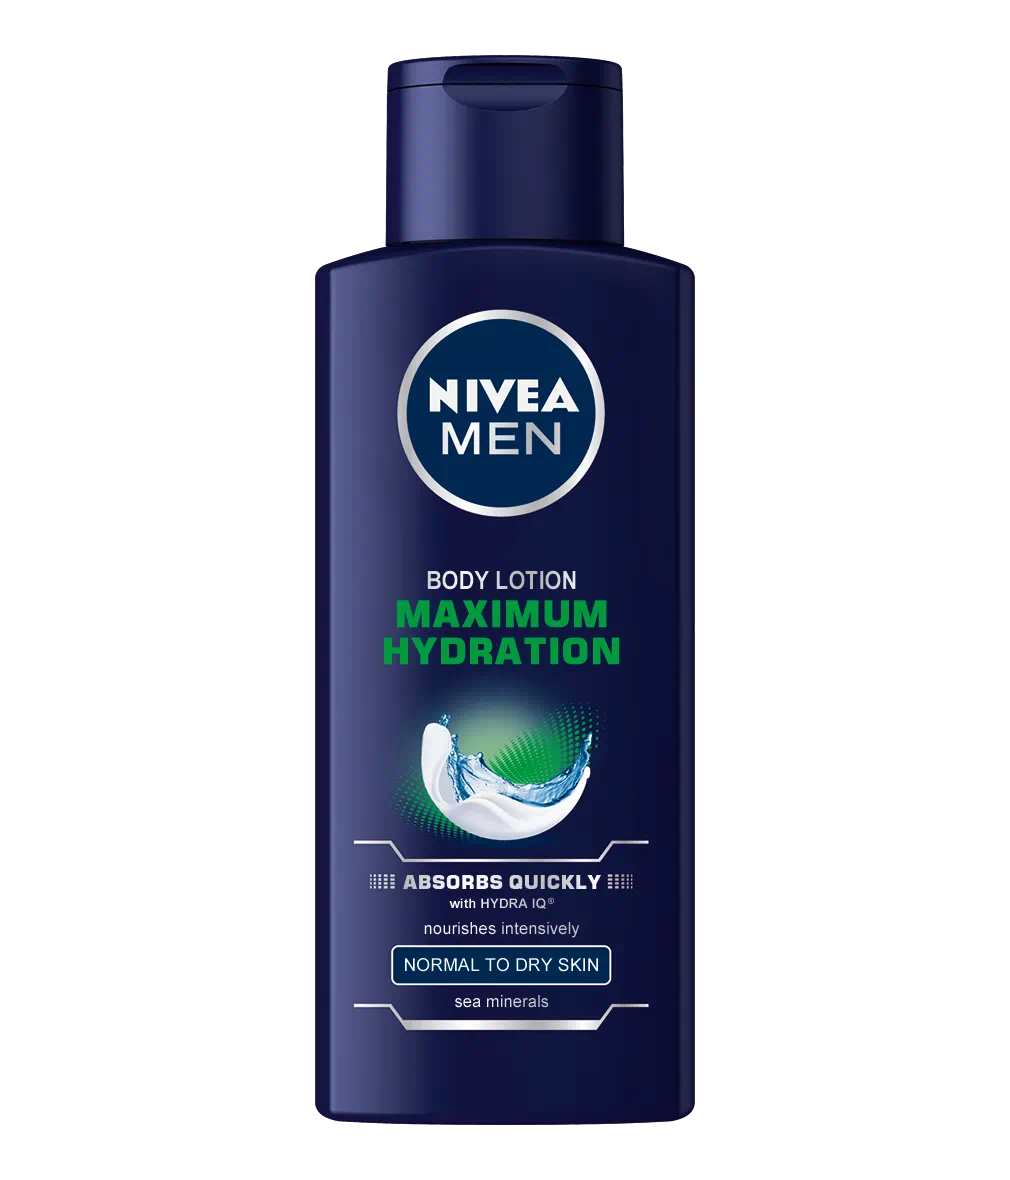 NIVEA
MEN
BODY LOTION
MAXIMUM
HYDRATION
ABSORBS QUICKLY
with HYDRA IQ®
nourishes intensively
NORMAL TO DRY SKIN
sea minerals